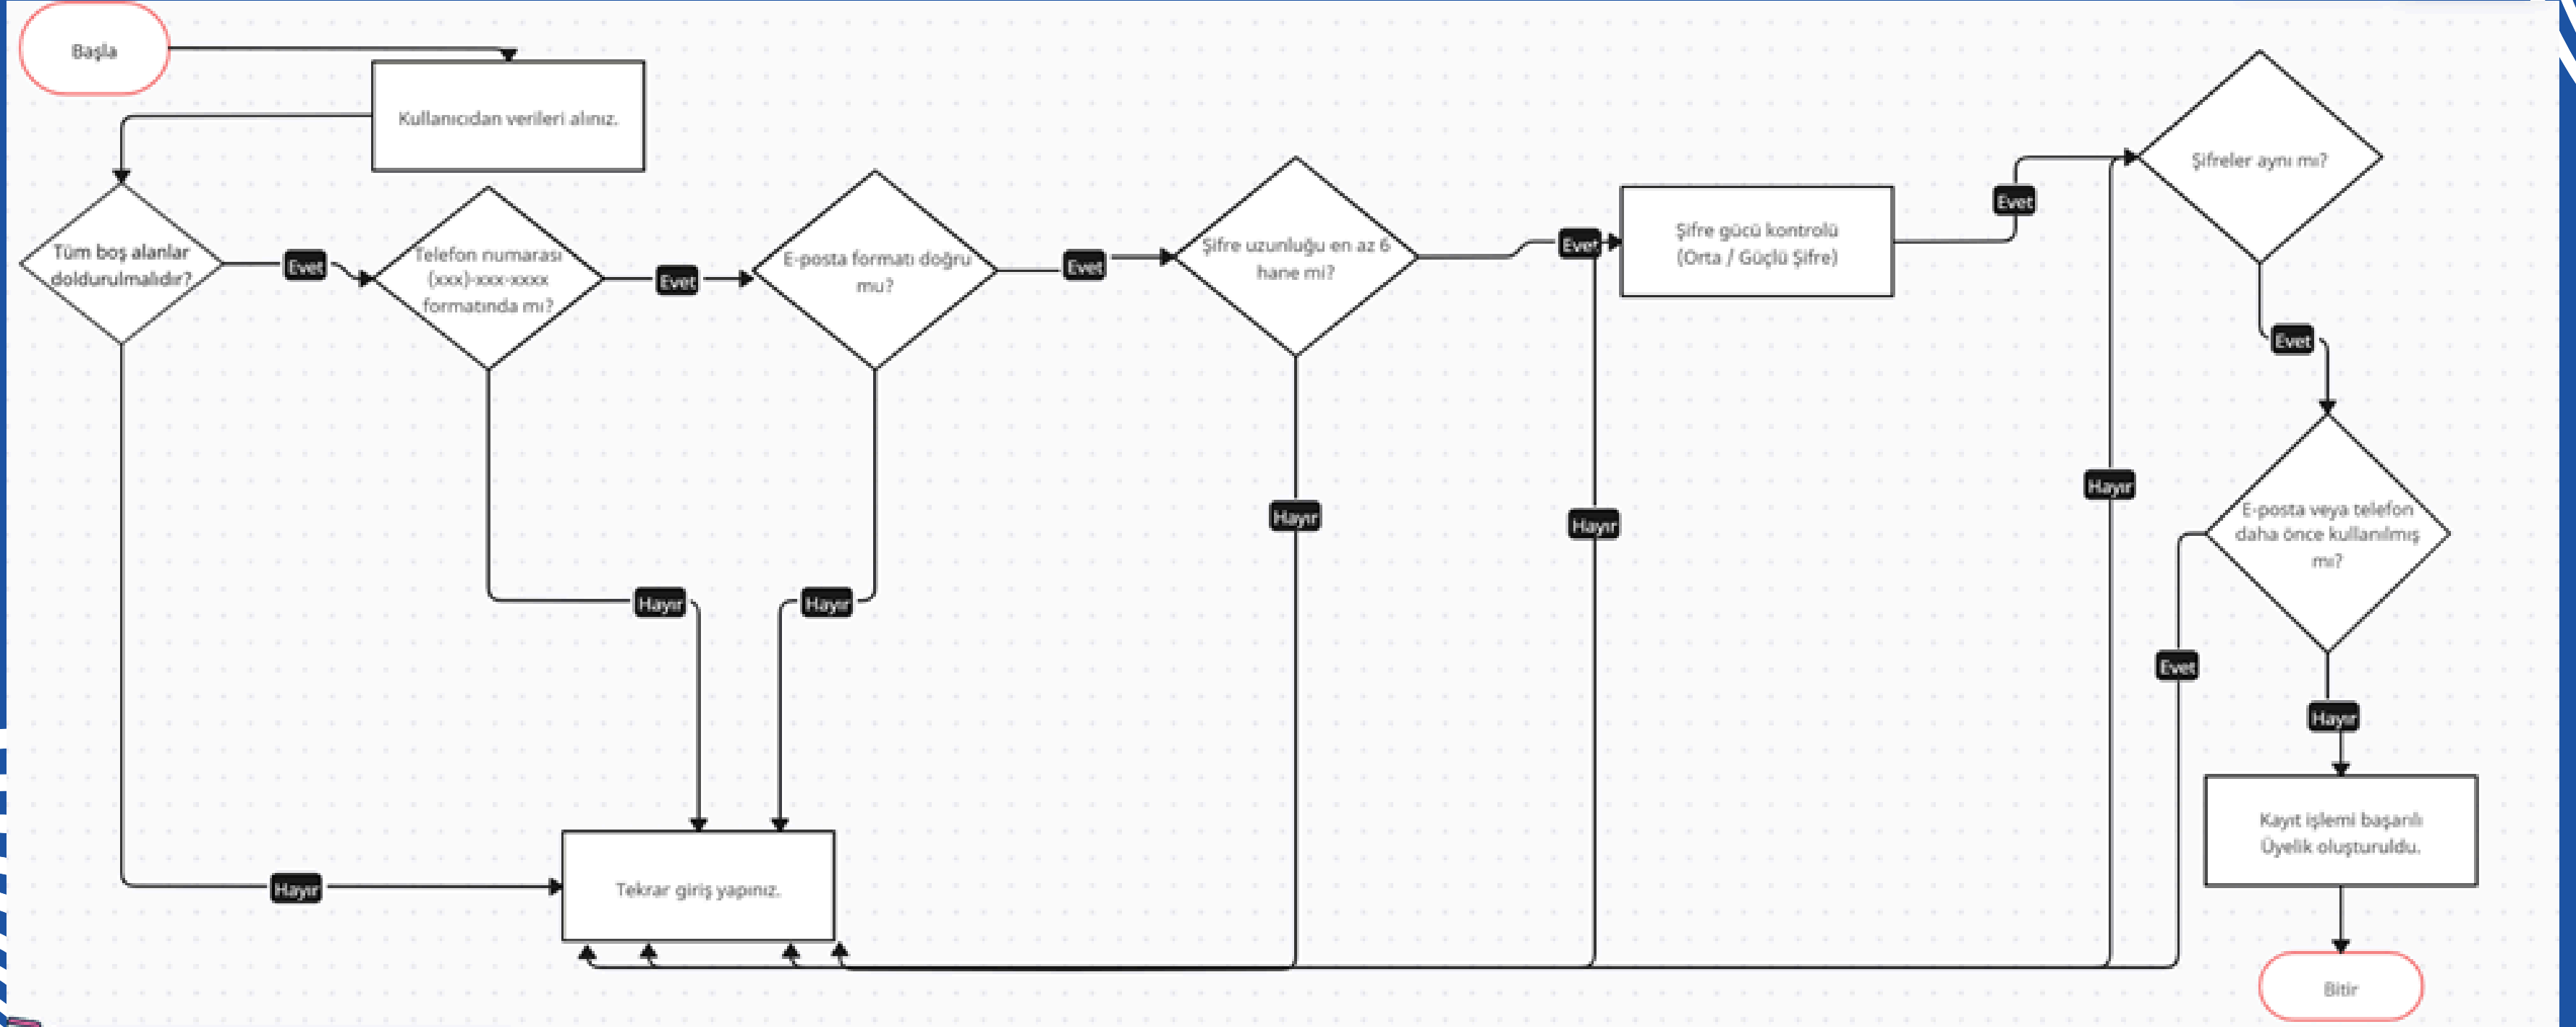 Başla
Kullanıcıdan verileri alınız.
Tüm boş alanlar
doldurulmalıdır?
Evet
Telefon numarası
(xxx)-xxx-xxxx
formatında mı?
Evet
E-posta formatı doğru
mu?
Evet
Şifre uzunluğu en az 6
hane mi?
Evet
Şifre gücü kontrolü
(Orta / Güçlü Şifre)
Evet
Şifreler aynı mı?
Evet
Hayır
Hayır
Hayır
E-posta veya telefon
daha önce kullanılmış
mı?
Hayır
Hayır
Evet
Hayır
Kayıt işlemi başarılı
Üyelik oluşturuldu.
Hayır
Tekrar giriş yapınız.
Bitir